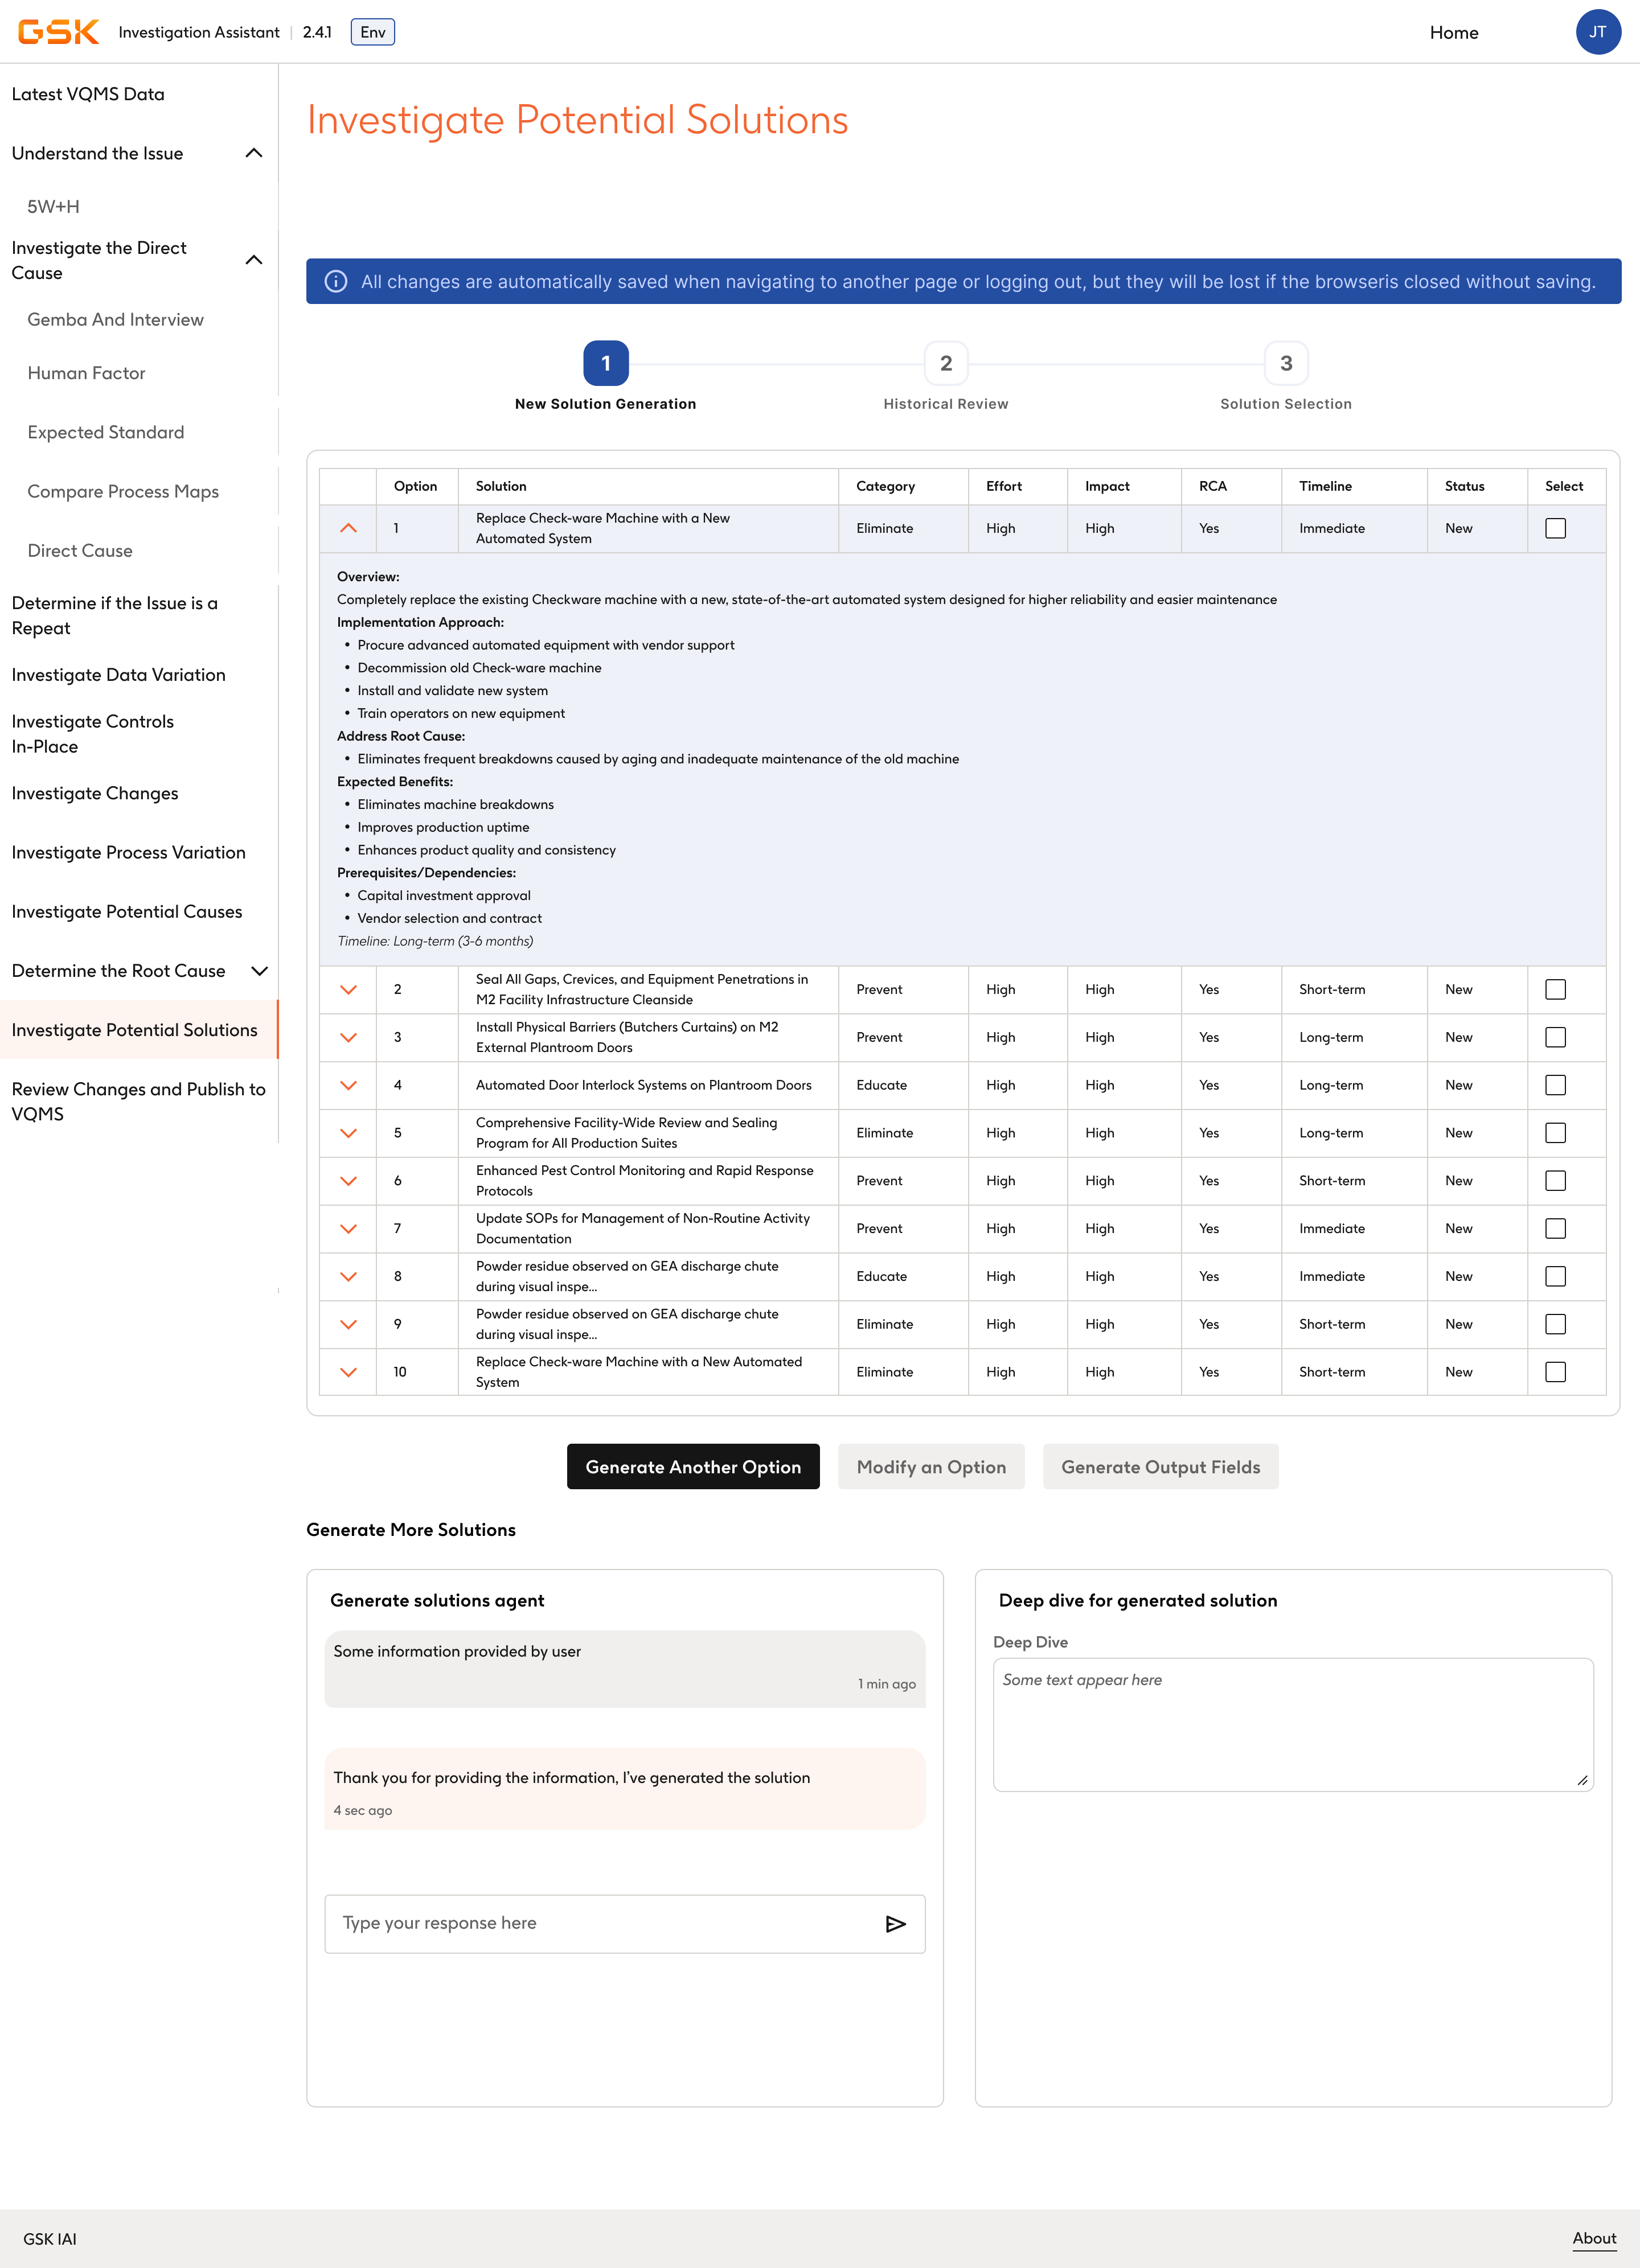 GSK Investigation Assistant | 2.4.1 Env Home JT
Latest VQMS Data
Understand the Issue
5W+H
Investigate the Direct
Cause
Gemba And Interview
Human Factor
Expected Standard
Compare Process Maps
Direct Cause
Determine if the Issue is a
Repeat
Investigate Data Variation
Investigate Controls
In-Place
Investigate Changes
Investigate Process Variation
Investigate Potential Causes
Determine the Root Cause
Investigate Potential Solutions
Review Changes and Publish to
VQMS
Investigate Potential Solutions
All changes are automatically saved when navigating to another page or logging out, but they will be lost if the browseris closed without saving.
1 2 3
New Solution Generation Historical Review Solution Selection
Option Solution Category Effort Impact RCA Timeline Status Select
1 Replace Check-ware Machine with a New
Automated System Eliminate High High Yes Immediate New
Overview:
Completely replace the existing Checkware machine with a new, state-of-the-art automated system designed for higher reliability and easier maintenance
Implementation Approach:
• Procure advanced automated equipment with vendor support
• Decommission old Check-ware machine
• Install and validate new system
• Train operators on new equipment
Address Root Cause:
• Eliminates frequent breakdowns caused by aging and inadequate maintenance of the old machine
Expected Benefits:
• Eliminates machine breakdowns
• Improves production uptime
• Enhances product quality and consistency
Prerequisites/Dependencies:
• Capital investment approval
• Vendor selection and contract
Timeline: Long-term (3-6 months)
2 Seal All Gaps, Crevices, and Equipment Penetrations in
M2 Facility Infrastructure Cleanside Prevent High High Yes Short-term New
3 Install Physical Barriers (Butchers Curtains) on M2
External Plantroom Doors Prevent High High Yes Long-term New
4 Automated Door Interlock Systems on Plantroom Doors Educate High High Yes Long-term New
5 Comprehensive Facility-Wide Review and Sealing
Program for All Production Suites Eliminate High High Yes Long-term New
6 Enhanced Pest Control Monitoring and Rapid Response
Protocols Prevent High High Yes Short-term New
7 Update SOPs for Management of Non-Routine Activity
Documentation Prevent High High Yes Immediate New
8 Powder residue observed on GEA discharge chute
during visual inspe... Educate High High Yes Immediate New
9 Powder residue observed on GEA discharge chute
during visual inspe... Eliminate High High Yes Short-term New
10 Replace Check-ware Machine with a New Automated
System Eliminate High High Yes Short-term New
Generate Another Option Modify an Option Generate Output Fields
Generate More Solutions
Generate solutions agent
Some information provided by user
1 min ago
Thank you for providing the information, I've generated the solution
4 sec ago
Type your response here
Deep dive for generated solution
Deep Dive
Some text appear here
GSK IAI About